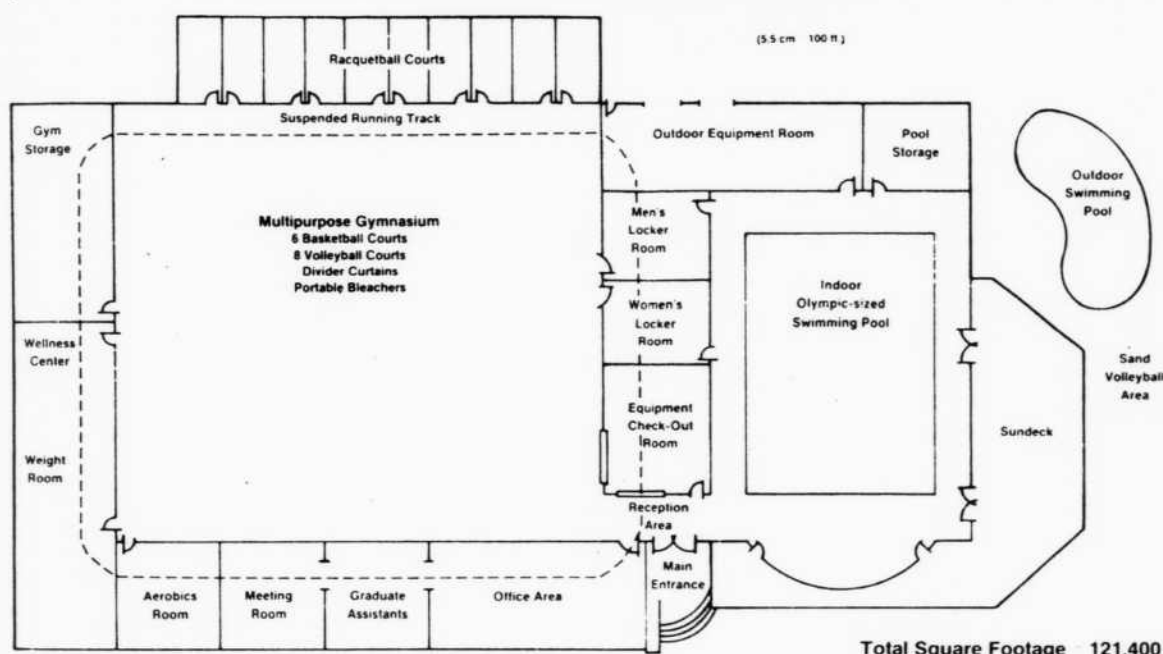 (5.5 cm 100 ft.)
Racquetball Courts
Gym
Storage
Suspended Running Track
Outdoor Equipment Room
Pool
Storage
Outdoor
Swimming
Pool
Multipurpose Gymnasium
6 Basketball Courts
8 Volleyball Courts
Divider Curtains
Portable Bleachers
Men's
Locker
Room
Indoor
Olympic-sized
Swimming Pool
Women's
Locker
Room
Wellness
Center
Sand
Volleyball
Area
Equipment
Check-Out
Room
Sundeck
Weight
Room
Reception
Area
Main
Entrance
Aerobics
Room
Meeting
Room
Graduate
Assistants
Office Area
Total Square Footage 121,400